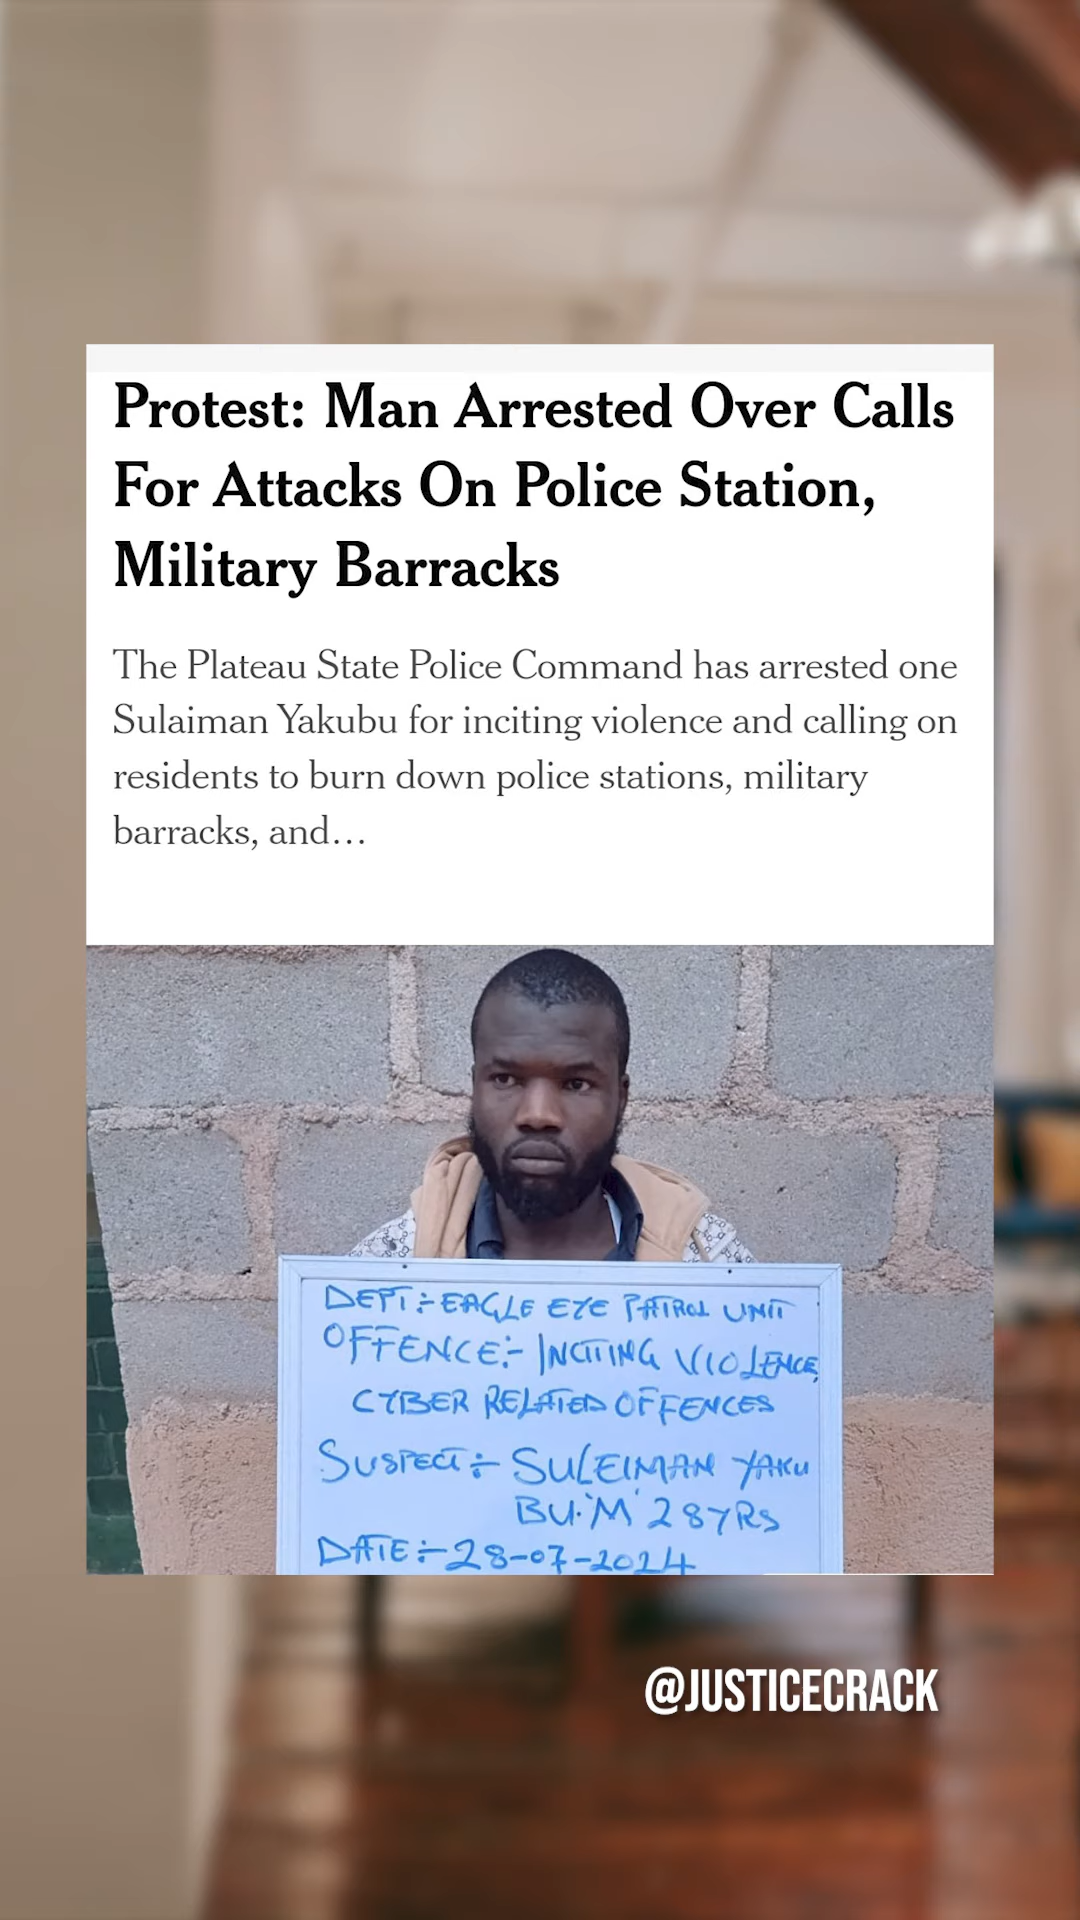 Protest: Man Arrested Over Calls
For Attacks On Police Station,
Military Barracks
The Plateau State Police Command has arrested one
Sulaiman Yakubu for inciting violence and calling on
residents to burn down police stations, military
barracks, and...
DEPT:- EAGLE EYE PATROL UNIT
OFFENCE:- INCITING VIOLENCE,
CYBER RELATED OFFENCES
SUSPECT:- SULEIMAN YAKU
BU.'M' 28YRS
DATE:- 28-07-2024
@JUSTICECRACK